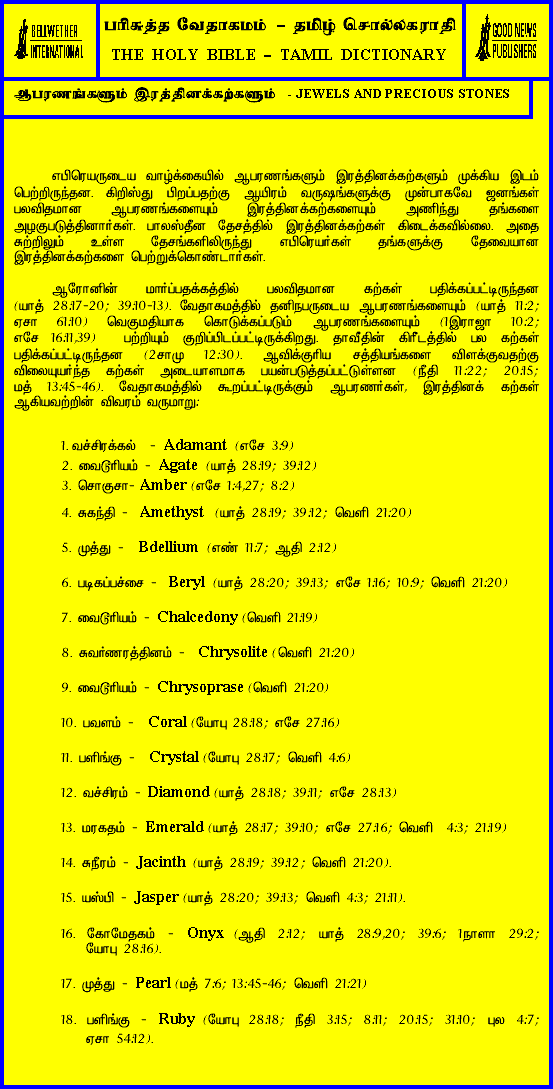 BELLWETHER
INTERNATIONAL
பரிசுத்த வேதாகமம் – தமிழ் சொல்லகராதி
THE HOLY BIBLE – TAMIL DICTIONARY
GOOD NEWS
PUBLISHERS
ஆபரணங்களும் இரத்தினக்கற்களும் - JEWELS AND PRECIOUS STONES
எபிரெயருடைய வாழ்க்கையில் ஆபரணங்களும் இரத்தினக்கற்களும் முக்கிய இடம்
பெற்றிருந்தன. கிறிஸ்து பிறப்பதற்கு ஆயிரம் வருஷங்களுக்கு முன்பாகவே ஜனங்கள்
பலவிதமான ஆபரணங்களையும் இரத்தினக்கற்களையும் அணிந்து தங்களை
அழகுபடுத்தினார்கள். பாலஸ்தீன தேசத்தில் இரத்தினக்கற்கள் கிடைக்கவில்லை. அதை
சுற்றிலும் உள்ள தேசங்களிலிருந்து எபிரெயர்கள் தங்களுக்கு தேவையான
இரத்தினக்கற்களை பெற்றுக்கொண்டார்கள்.
ஆரோனின் மார்ப்பதக்கத்தில் பலவிதமான கற்கள் பதிக்கப்பட்டிருந்தன
(யாத் 28:17-20; 39:10-13). வேதாகமத்தில் தனிநபருடைய ஆபரணங்களையும் (யாத் 11:2;
ஏசா 61:10) வெகுமதியாக கொடுக்கப்படும் ஆபரணங்களையும் (1இராஜா 10:2;
எசே 16:11,39) பற்றியும் குறிப்பிடப்பட்டிருக்கிறது. தாவீதின் கிரீடத்தில் பல கற்கள்
பதிக்கப்பட்டிருந்தன (2சாமு 12:30). ஆவிக்குரிய சத்தியங்களை விளக்குவதற்கு
விலையுயர்ந்த கற்கள் அடையாளமாக பயன்படுத்தப்பட்டுள்ளன (நீதி 11:22; 20:15;
மத் 13:45-46). வேதாகமத்தில் கூறப்பட்டிருக்கும் ஆபரணர்கள், இரத்தினக் கற்கள்
ஆகியவற்றின் விவரம் வருமாறு:
1. வச்சிரக்கல் - Adamant (எசே 3:9)
2. வைடூரியம் - Agate (யாத் 28:19; 39:12)
3. சொகுசா- Amber (எசே 1:4,27; 8:2)
4. சுகந்தி - Amethyst (யாத் 28:19; 39:12; வெளி 21:20)
5. முத்து - Bdellium (எண் 11:7; ஆதி 2:12)
6. படிகப்பச்சை - Beryl (யாத் 28:20; 39:13; எசே 1:16; 10:9; வெளி 21:20)
7. வைடூரியம் - Chalcedony (வெளி 21:19)
8. சுவர்ணரத்தினம் - Chrysolite (வெளி 21:20)
9. வைடூரியம் - Chrysoprase (வெளி 21:20)
10. பவளம் - Coral (யோபு 28:18; எசே 27:16)
11. பளிங்கு - Crystal (யோபு 28:17; வெளி 4:6)
12. வச்சிரம் - Diamond (யாத் 28:18; 39:11; எசே 28:13)
13. மரகதம் - Emerald (யாத் 28:17; 39:10; எசே 27:16; வெளி 4:3; 21:19)
14. சுநீரம் - Jacinth (யாத் 28:19; 39:12; வெளி 21:20).
15. யஸ்பி - Jasper (யாத் 28:20; 39:13; வெளி 4:3; 21:11).
16. கோமேதகம் - Onyx (ஆதி 2:12; யாத் 28:9,20; 39:6; 1நாளா 29:2;
யோபு 28:16).
17. முத்து - Pearl (மத் 7:6; 13:45-46; வெளி 21:21)
18. பளிங்கு - Ruby (யோபு 28:18; நீதி 3:15; 8:11; 20:15; 31:10; புல 4:7;
ஏசா 54:12).